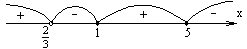 + - + - x
2/3 1 5